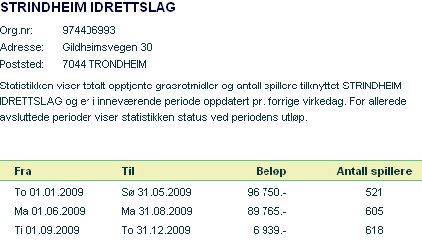 STRINDHEIM IDRETTSLAG
Org.nr: 974406993
Adresse: Gildheimsvegen 30
Poststed: 7044 TRONDHEIM
Statistikken viser totalt opptjente grasrotmidler og antall spillere tilknyttet STRINDHEIM
IDRETTSLAG og er i inneværende periode oppdatert pr. forrige virkedag. For allerede
avsluttede perioder viser statistikken status ved periodens utløp.
Fra Til Beløp Antall spillere
To 01.01.2009 Sø 31.05.2009 96 750.- 521
Ma 01.06.2009 Ma 31.08.2009 89 765.- 605
Ti 01.09.2009 To 31.12.2009 6 939.- 618